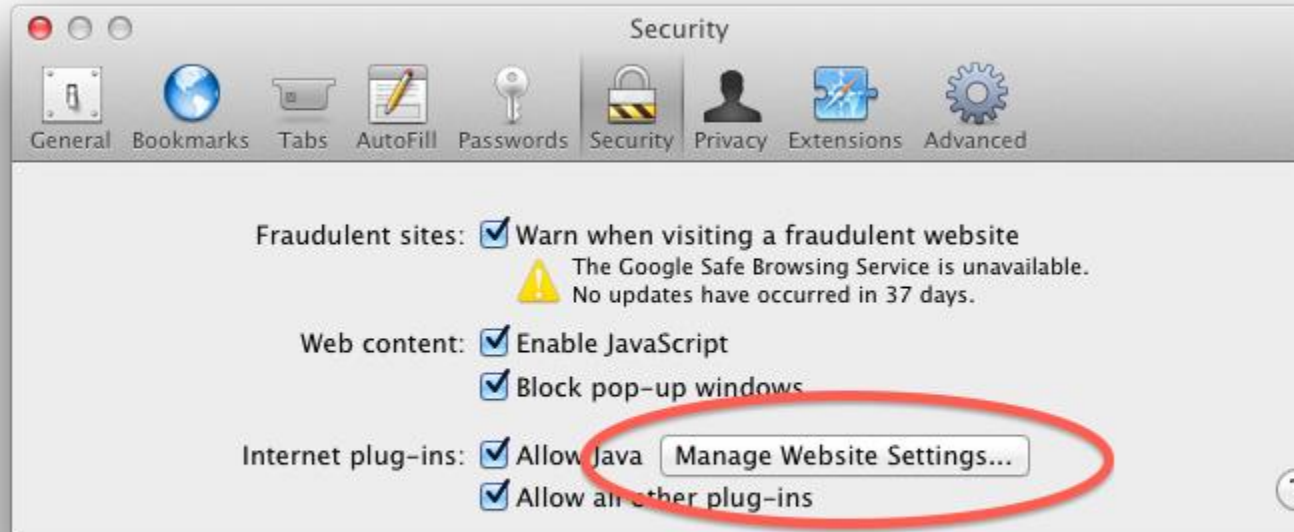 Security
General Bookmarks Tabs AutoFill Passwords Security Privacy Extensions Advanced
Fraudulent sites: Warn when visiting a fraudulent website
The Google Safe Browsing Service is unavailable.
No updates have occurred in 37 days.
Web content: Enable JavaScript
Block pop-up windows
Internet plug-ins: Allow Java Manage Website Settings...
Allow all other plug-ins